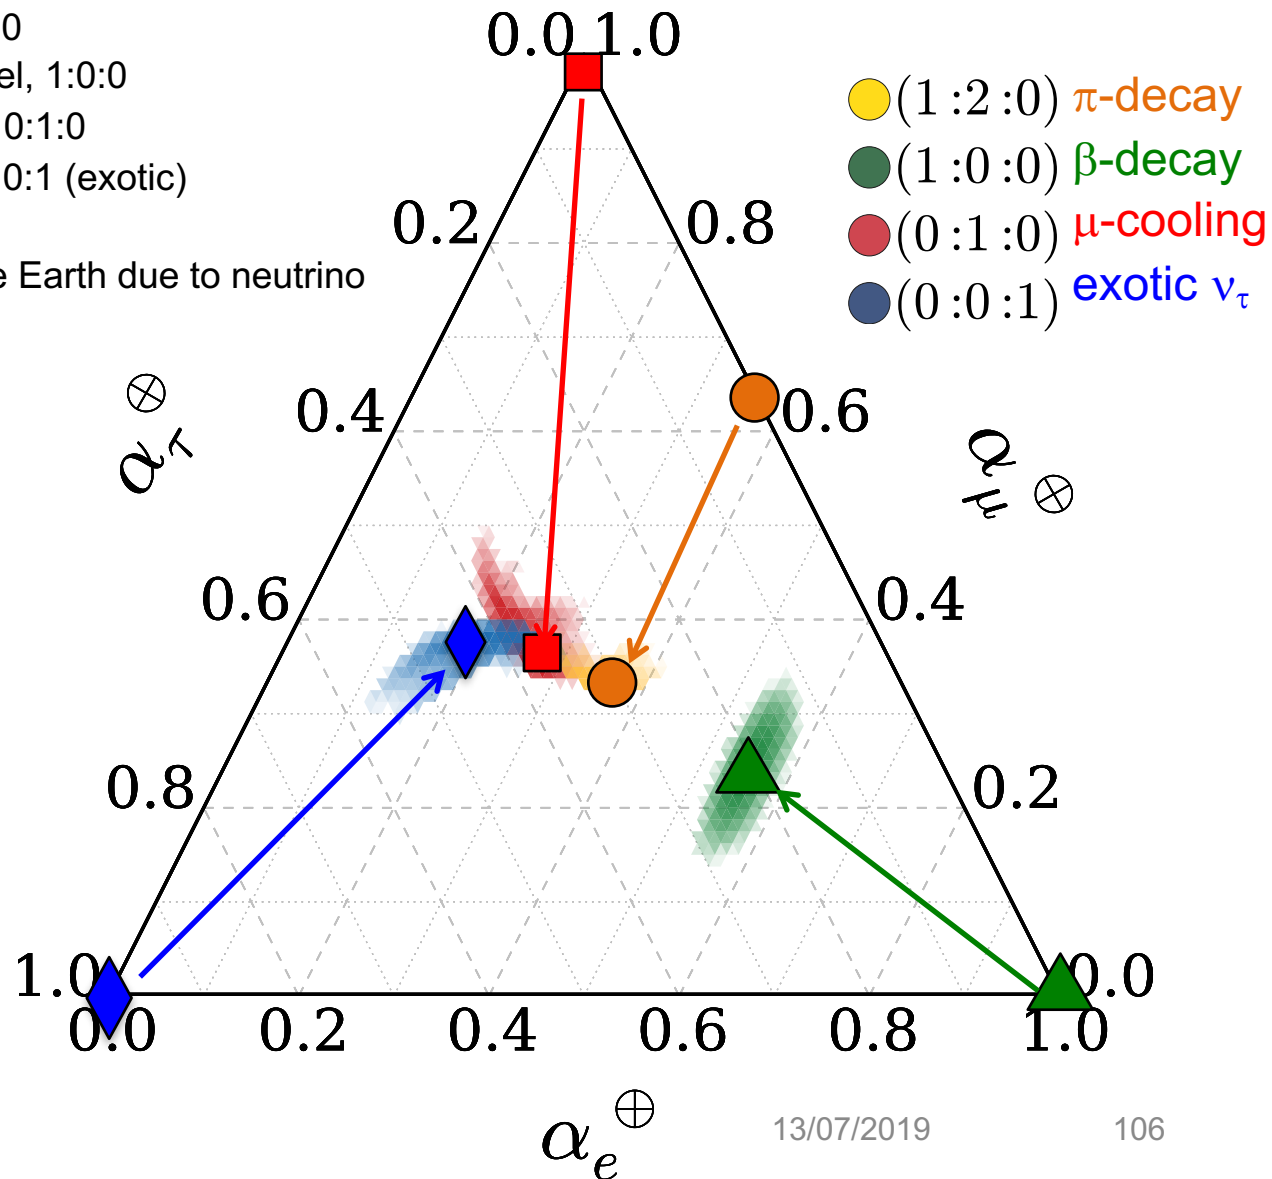 0
el, 1:0:0
0:1:0
0:1 (exotic)
e Earth due to neutrino
(1:2:0) π-decay
(1:0:0) β-decay
(0:1:0) μ-cooling
(0:0:1) exotic ντ
0.0 1.0
0.2 0.8
0.4 0.6
0.6 0.4
0.8 0.2
1.0 0.0
0.0 0.2 0.4 0.6 0.8 1.0
α_τ^⊕
α_μ^⊕
α_e^⊕
13/07/2019 106